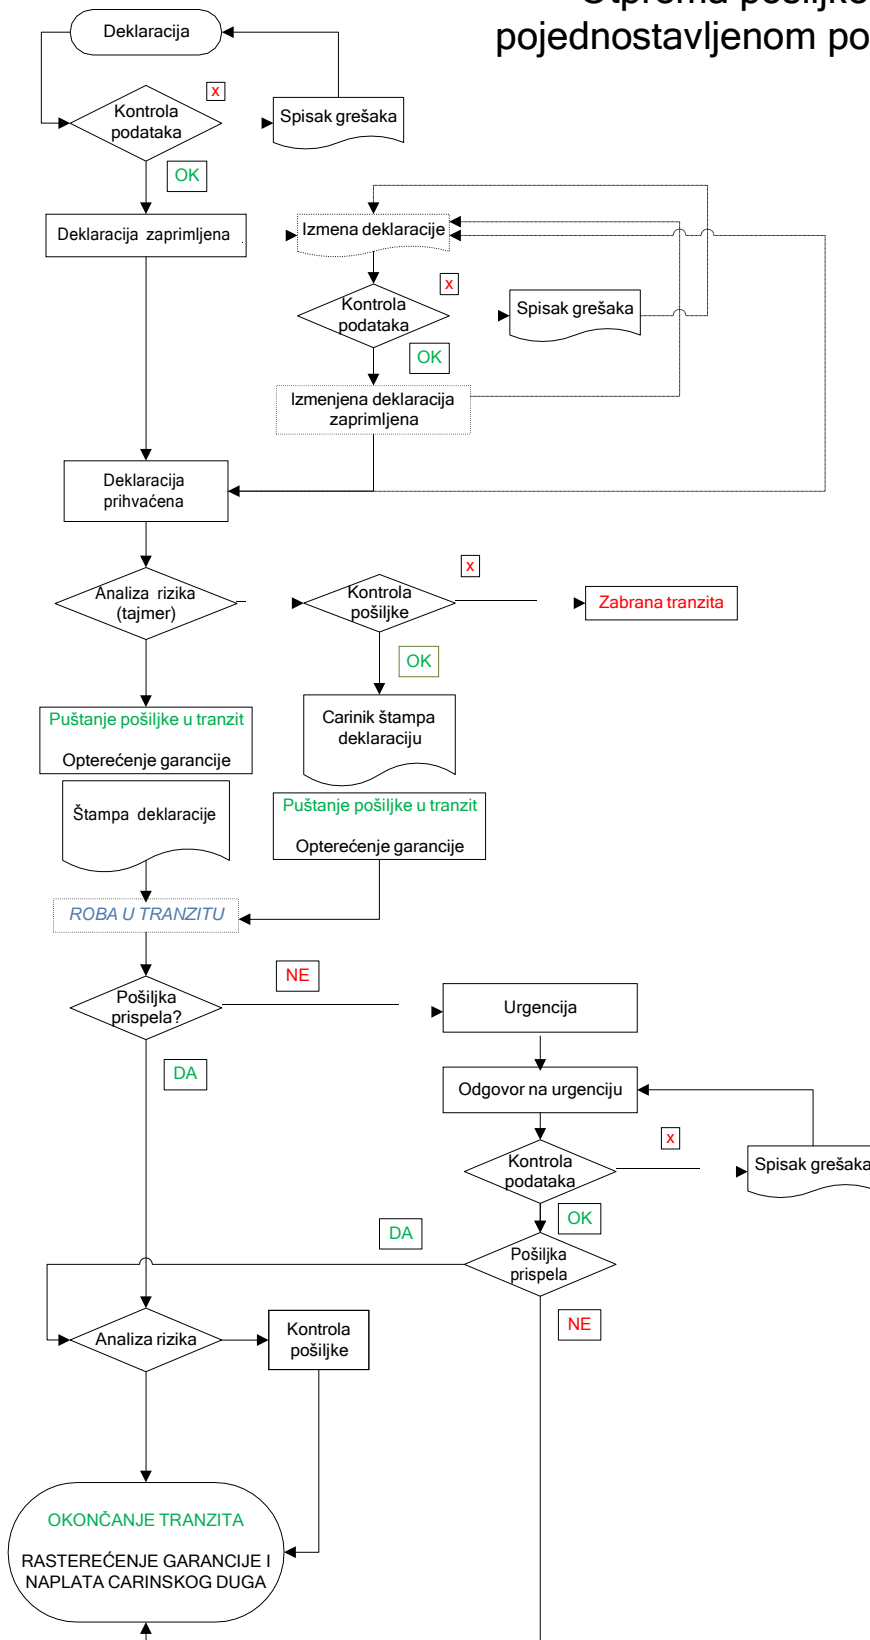 Otprema pošiljke
pojednostavljenom po
Deklaracija
x
Kontrola
podataka
Spisak grešaka
OK
Deklaracija zaprimljena
Izmena deklaracije
x
Kontrola
podataka
Spisak grešaka
OK
Izmenjena deklaracija
zaprimljena
Deklaracija
prihvaćena
x
Analiza rizika
(tajmer)
Kontrola
pošiljke
Zabrana tranzita
OK
Puštanje pošiljke u tranzit
Opterećenje garancije
Carinik štampa
deklaraciju
Štampa deklaracije
Puštanje pošiljke u tranzit
Opterećenje garancije
ROBA U TRANZITU
NE
Pošiljka
prispela?
Urgencija
DA
Odgovor na urgenciju
x
Kontrola
podataka
Spisak grešaka
OK
DA
Pošiljka
prispela
NE
Analiza rizika
Kontrola
pošiljke
OKONČANJE TRANZITA
RASTEREĆENJE GARANCIJE I
NAPLATA CARINSKOG DUGA